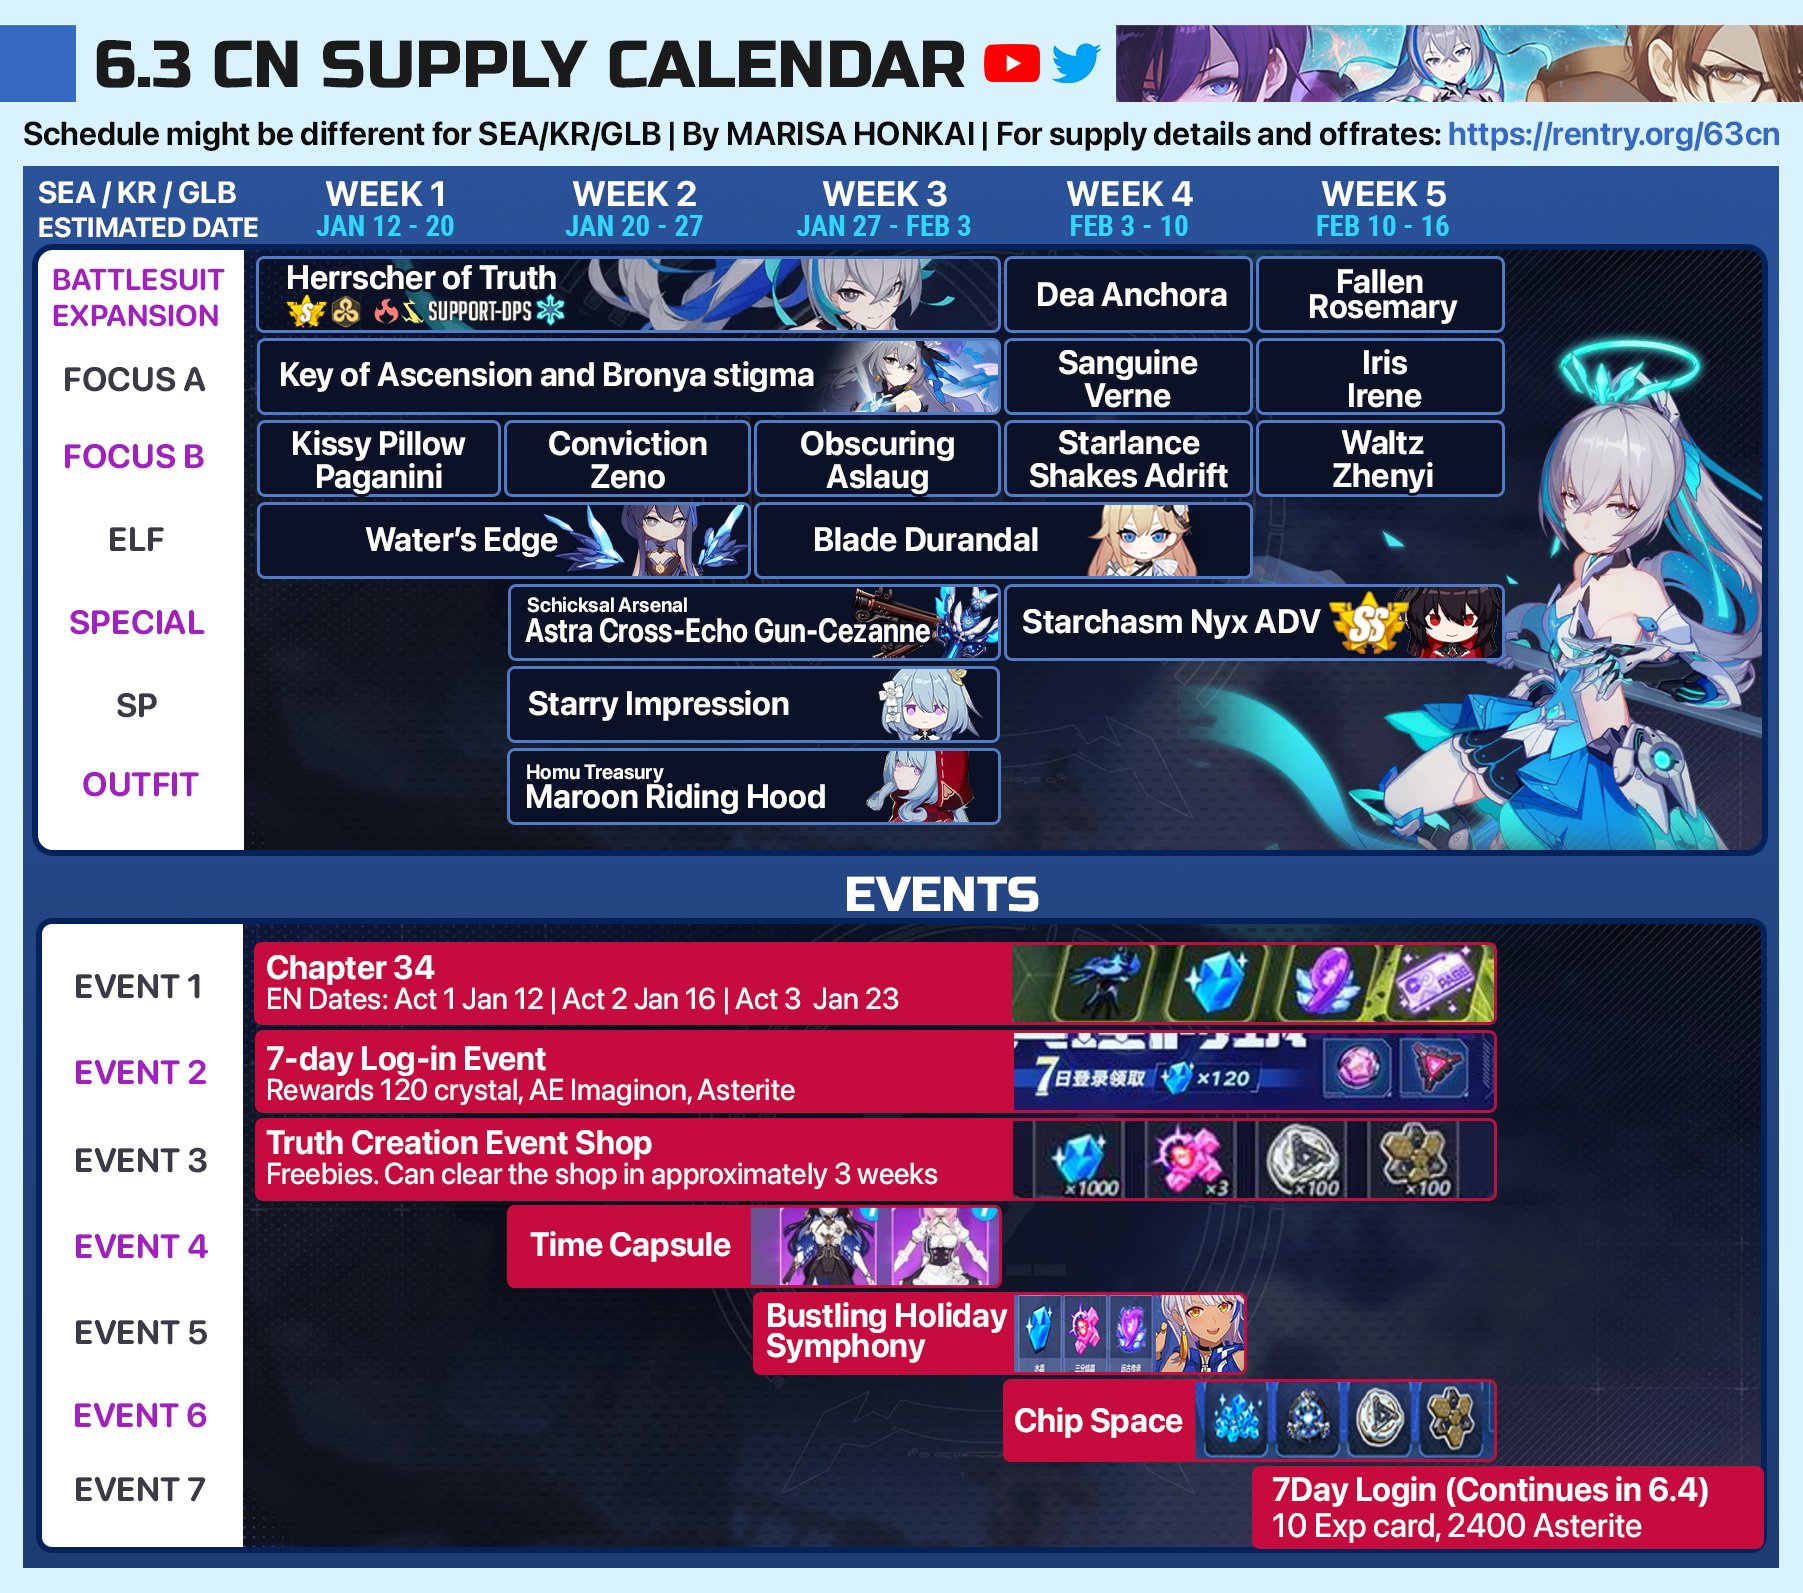 6.3 CN SUPPLY CALENDAR
Schedule might be different for SEA/KR/GLB | By MARISA HONKAI | For supply details and offrates: https://rentry.org/63cn
SEA / KR / GLB
ESTIMATED DATE
WEEK 1
JAN 12 - 20
WEEK 2
JAN 20 - 27
WEEK 3
JAN 27 - FEB 3
WEEK 4
FEB 3 - 10
WEEK 5
FEB 10 - 16
BATTLESUIT
EXPANSION
Herrscher of Truth
S SUPPORT-DPS
Dea Anchora
Fallen
Rosemary
FOCUS A
Key of Ascension and Bronya stigma
Sanguine
Verne
Iris
Irene
FOCUS B
Kissy Pillow
Paganini
Conviction
Zeno
Obscuring
Aslaug
Starlance
Shakes Adrift
Waltz
Zhenyi
ELF
Water's Edge
Blade Durandal
SPECIAL
Schicksal Arsenal
Astra Cross-Echo Gun-Cezanne
Starchasm Nyx ADV SS
SP
Starry Impression
OUTFIT
Homu Treasury
Maroon Riding Hood
EVENTS
EVENT 1
Chapter 34
EN Dates: Act 1 Jan 12 | Act 2 Jan 16 | Act 3 Jan 23
EVENT 2
7-day Log-in Event
Rewards 120 crystal, AE Imaginon, Asterite
7日登录领取 ×120
EVENT 3
Truth Creation Event Shop
Freebies. Can clear the shop in approximately 3 weeks
×1000 ×3 ×100 ×100
EVENT 4
Time Capsule
EVENT 5
Bustling Holiday
Symphony
水晶
EVENT 6
Chip Space
EVENT 7
7Day Login (Continues in 6.4)
10 Exp card, 2400 Asterite